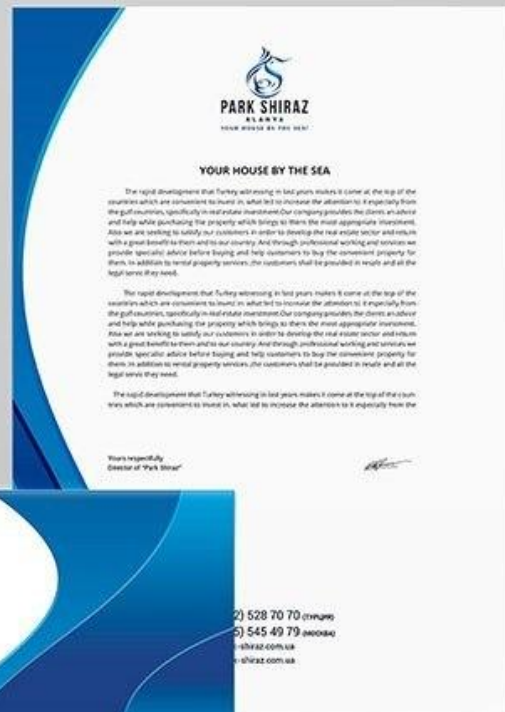 PARK SHIRAZ
ALANYA
YOUR HOUSE BY THE SEA!
YOUR HOUSE BY THE SEA
The rapid development that Turkey witnessing in last years makes it come at the top of the
countries which are convenient to invest in, what led to increase the attention to it especially from
the gulf countries, specifically in real estate investment.Our company provides the clients an advice
and help while purchasing the property which brings to them the most appropriate investment.
Also we are seeking to satisfy our customers in order to develop the real estate sector and return
with a great benefit to them and to our country. And through professional working and services we
provide specialist advice before buying and help customers to buy the convenient property for
them. In addition to rental property services ,the customers shall be provided in resale and all the
legal servs they need.
The rapid development that Turkey witnessing in last years makes it come at the top of the
countries which are convenient to invest in, what led to increase the attention to it especially from
the gulf countries, specifically in real estate investment.Our company provides the clients an advice
and help while purchasing the property which brings to them the most appropriate investment.
Also we are seeking to satisfy our customers in order to develop the real estate sector and return
with a great benefit to them and to our country. And through professional working and services we
provide specialist advice before buying and help customers to buy the convenient property for
them. In addition to rental property services ,the customers shall be provided in resale and all the
legal servs they need.
The rapid development that Turkey witnessing in last years makes it come at the top of the coun-
tries which are convenient to invest in, what led to increase the attention to it especially from the
Yours respectfully
Director of "Park Shiraz"
2) 528 70 70 (ТУРЦИЯ)
5) 545 49 79 (МОСКВА)
-shiraz.com.ua
-shiraz.com.ua